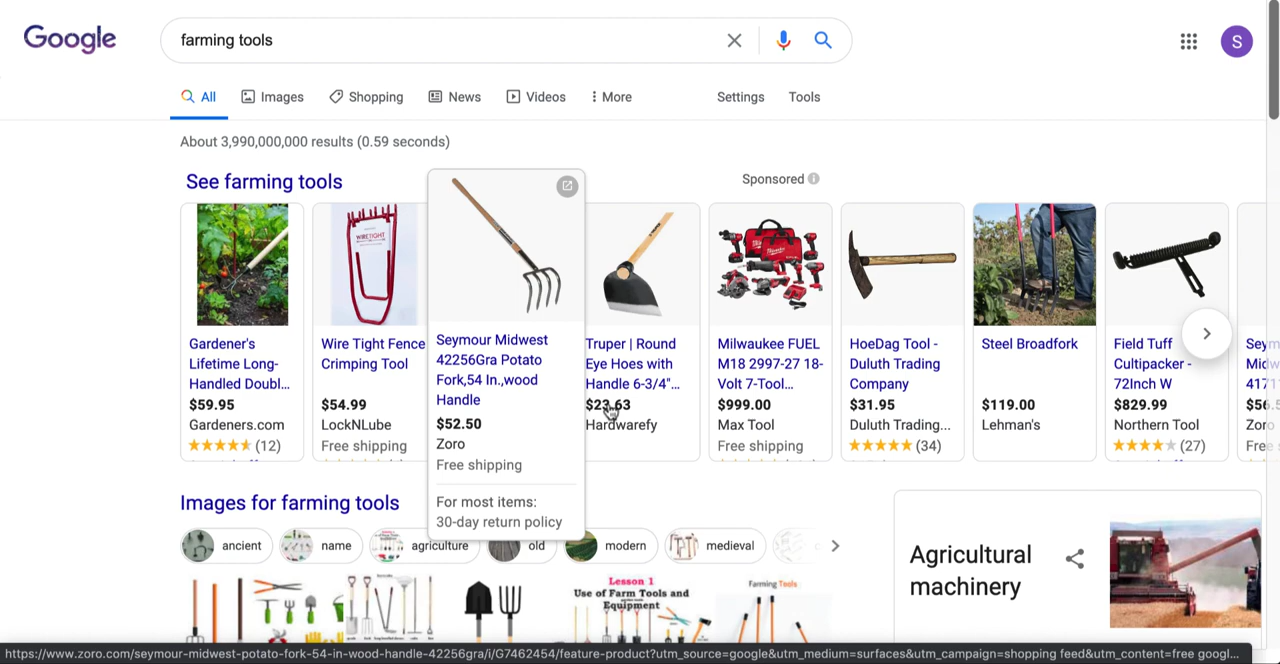 Google
farming tools
S
All
Images
Shopping
News
Videos
More
Settings
Tools
About 3,990,000,000 results (0.59 seconds)
See farming tools
Sponsored
Gardener's
Lifetime Long-
Handled Doubl...
$59.95
Gardeners.com
(12)
WIRETIGHT
Wire Tight Fence
Crimping Tool
$54.99
LockNLube
Free shipping
Seymour Midwest
42256Gra Potato
Fork,54 In.,wood
Handle
$52.50
Zoro
Free shipping
For most items:
30-day return policy
Truper | Round
Eye Hoes with
Handle 6-3/4"...
$23.63
Hardwarefy
Milwaukee FUEL
M18 2997-27 18-
Volt 7-Tool...
$999.00
Max Tool
Free shipping
HoeDag Tool -
Duluth Trading
Company
$31.95
Duluth Trading...
(34)
Steel Broadfork
$119.00
Lehman's
Field Tuff
Cultipacker -
72Inch W
$829.99
Northern Tool
(27)
Zoro
Images for farming tools
ancient
name
agriculture
old
modern
medieval
Lesson 1
Use of Farm Tools and
Equipment
Farming Tools
Agricultural
machinery
https://www.zoro.com/seymour-midwest-potato-fork-54-in-wood-handle-42256gra/i/G7462454/feature-product?utm_source=google&utm_medium=surfaces&utm_campaign=shopping feed&utm_content=free googl...